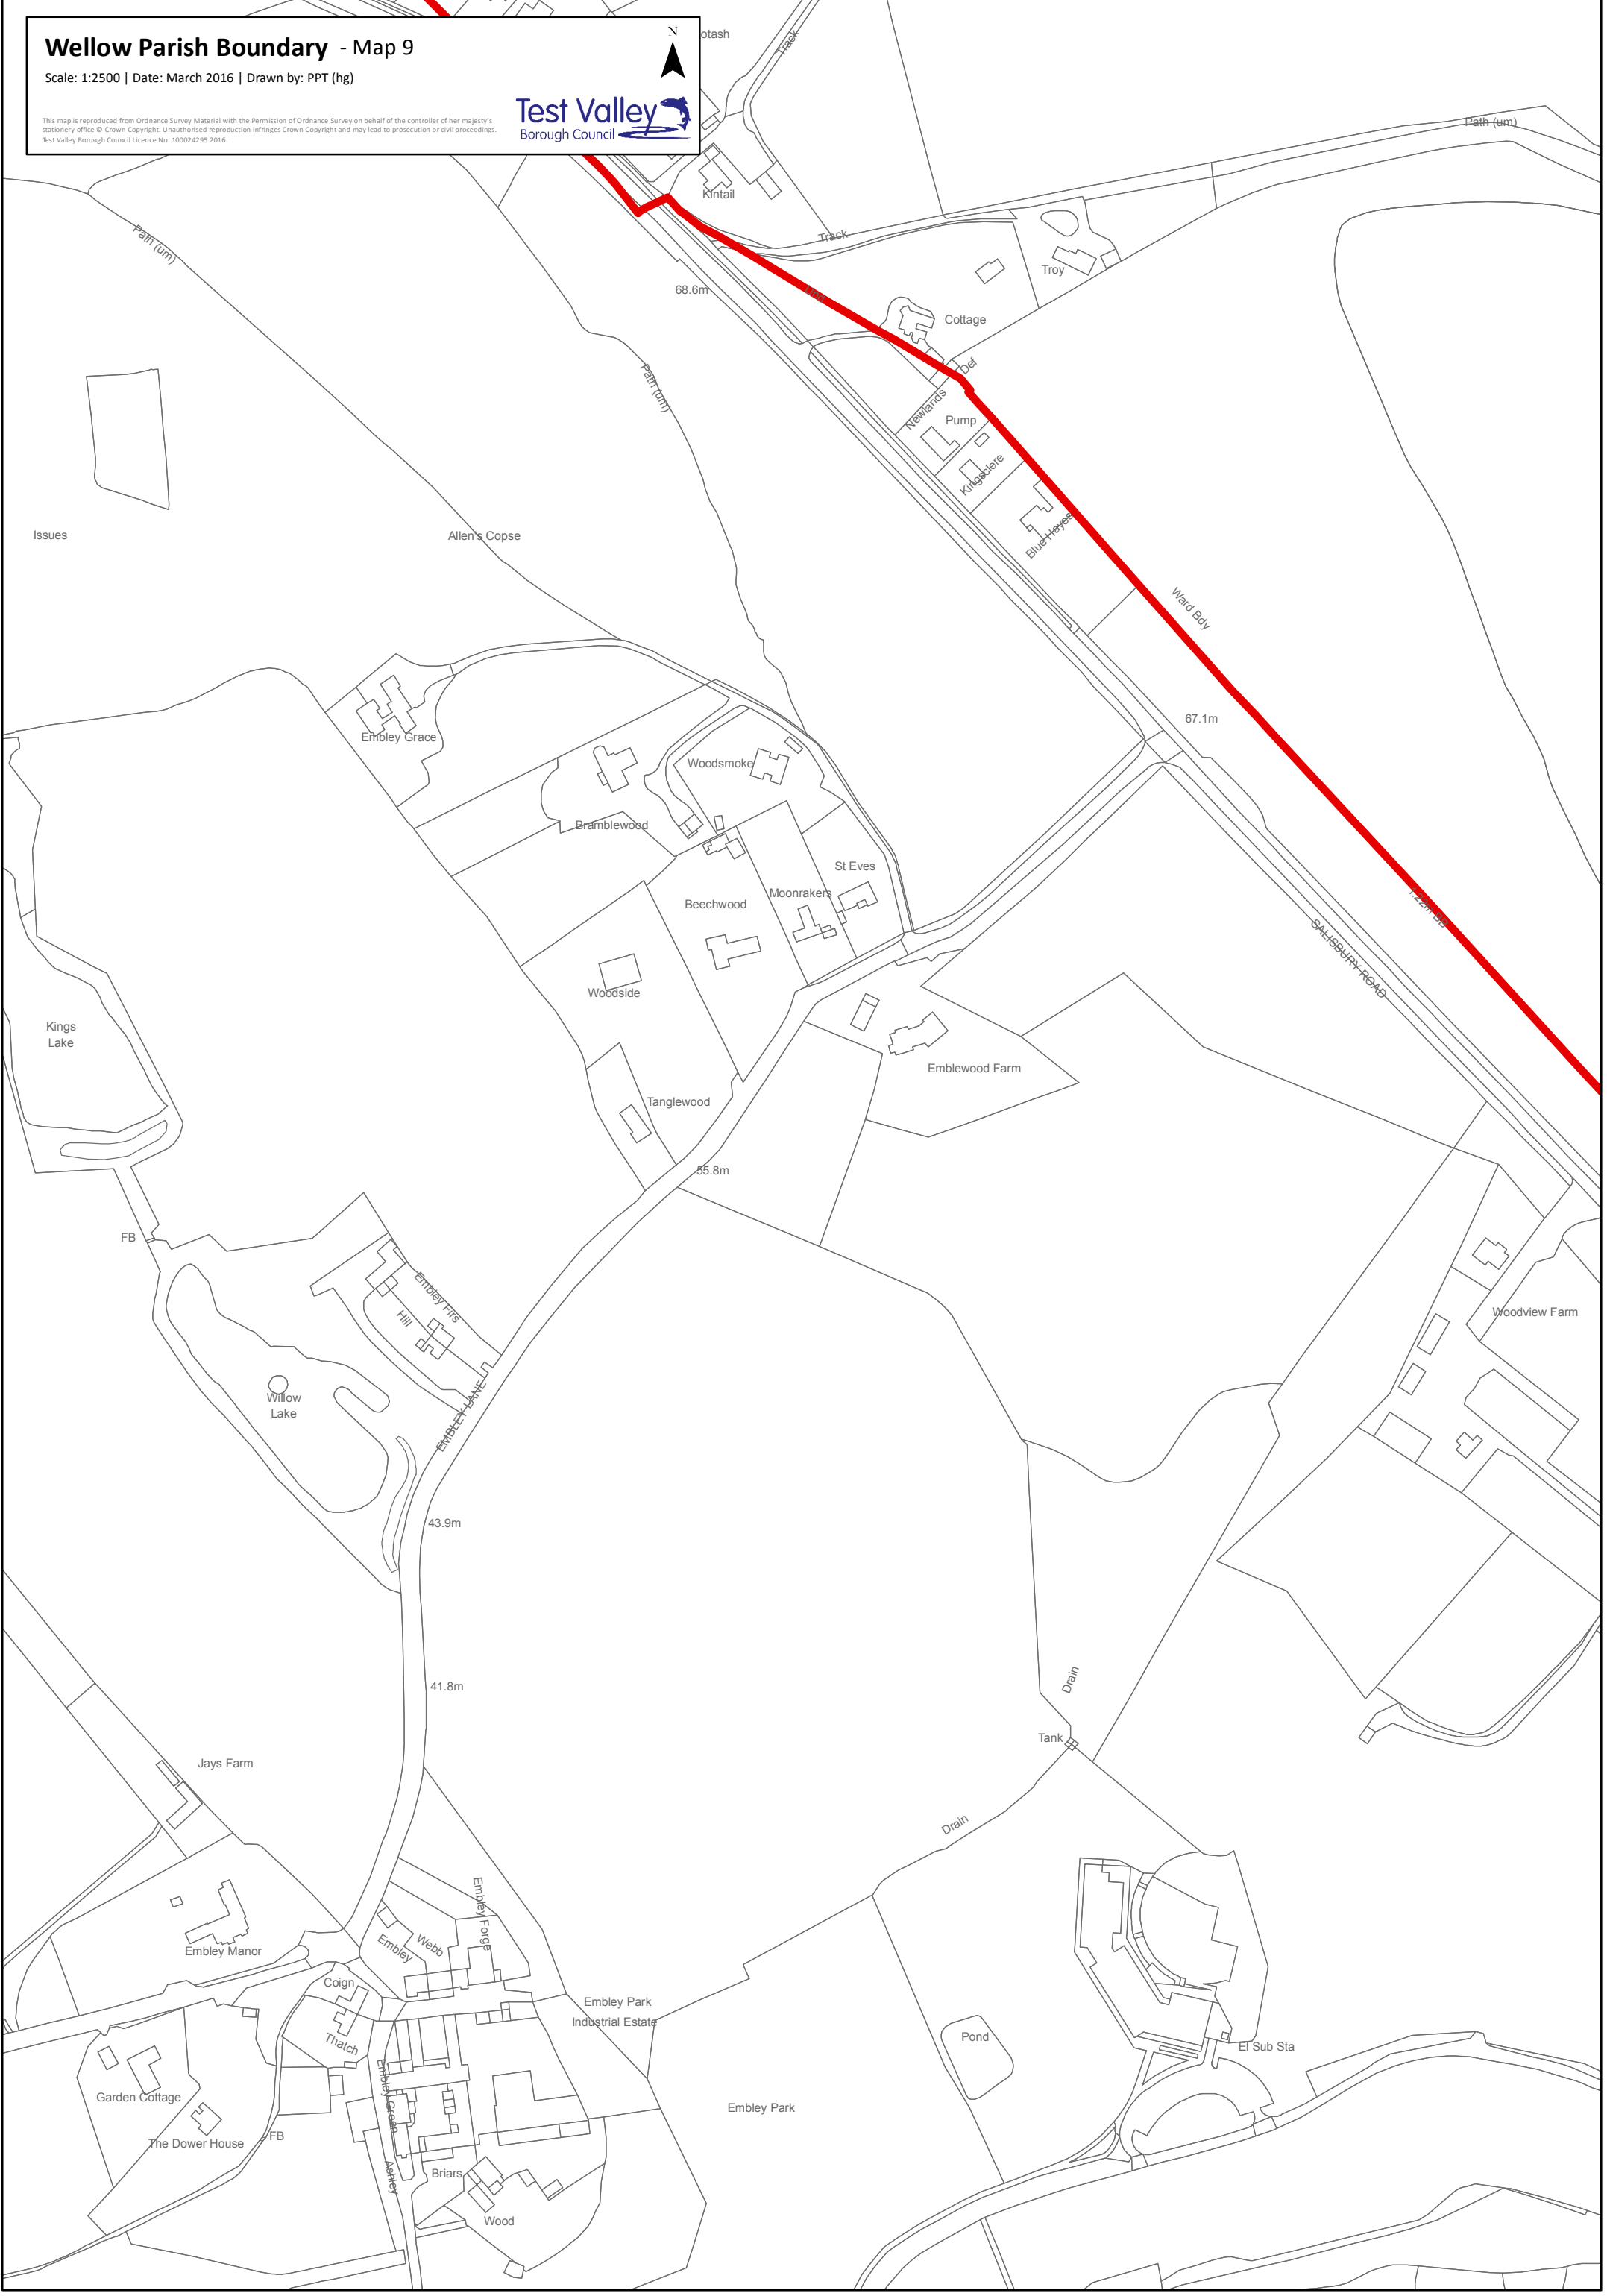 Wellow Parish Boundary - Map 9
Scale: 1:2500 | Date: March 2016 | Drawn by: PPT (hg)
This map is reproduced from Ordnance Survey Material with the Permission of Ordnance Survey on behalf of the controller of her majesty's
stationery office © Crown Copyright. Unauthorised reproduction infringes Crown Copyright and may lead to prosecution or civil proceedings.
Test Valley Borough Council Licence No. 100024295 2016.
N
Test Valley
Borough Council
otash
Track
Path (um)
Kintail
Track
Path (um)
Troy
68.6m
Cottage
Def
Path (um)
Newlands
Pump
Kingsclere
Blue Hayes
Issues
Allen's Copse
Ward Bdy
67.1m
Embley Grace
Woodsmoke
Bramblewood
St Eves
Moonrakers
Beechwood
SALISBURY ROAD
Woodside
Kings
Lake
Emblewood Farm
Tanglewood
55.8m
FB
Embley Firs
Hill
Woodview Farm
Willow
Lake
EMBLEY LANE
43.9m
41.8m
Drain
Tank
Jays Farm
Drain
Embley Forge
Embley Manor
Embley
Webb
Coign
Embley Park
Industrial Estate
Thatch
Pond
El Sub Sta
Garden Cottage
Embley Green
Embley Park
The Dower House
FB
Ashley
Briars
Wood